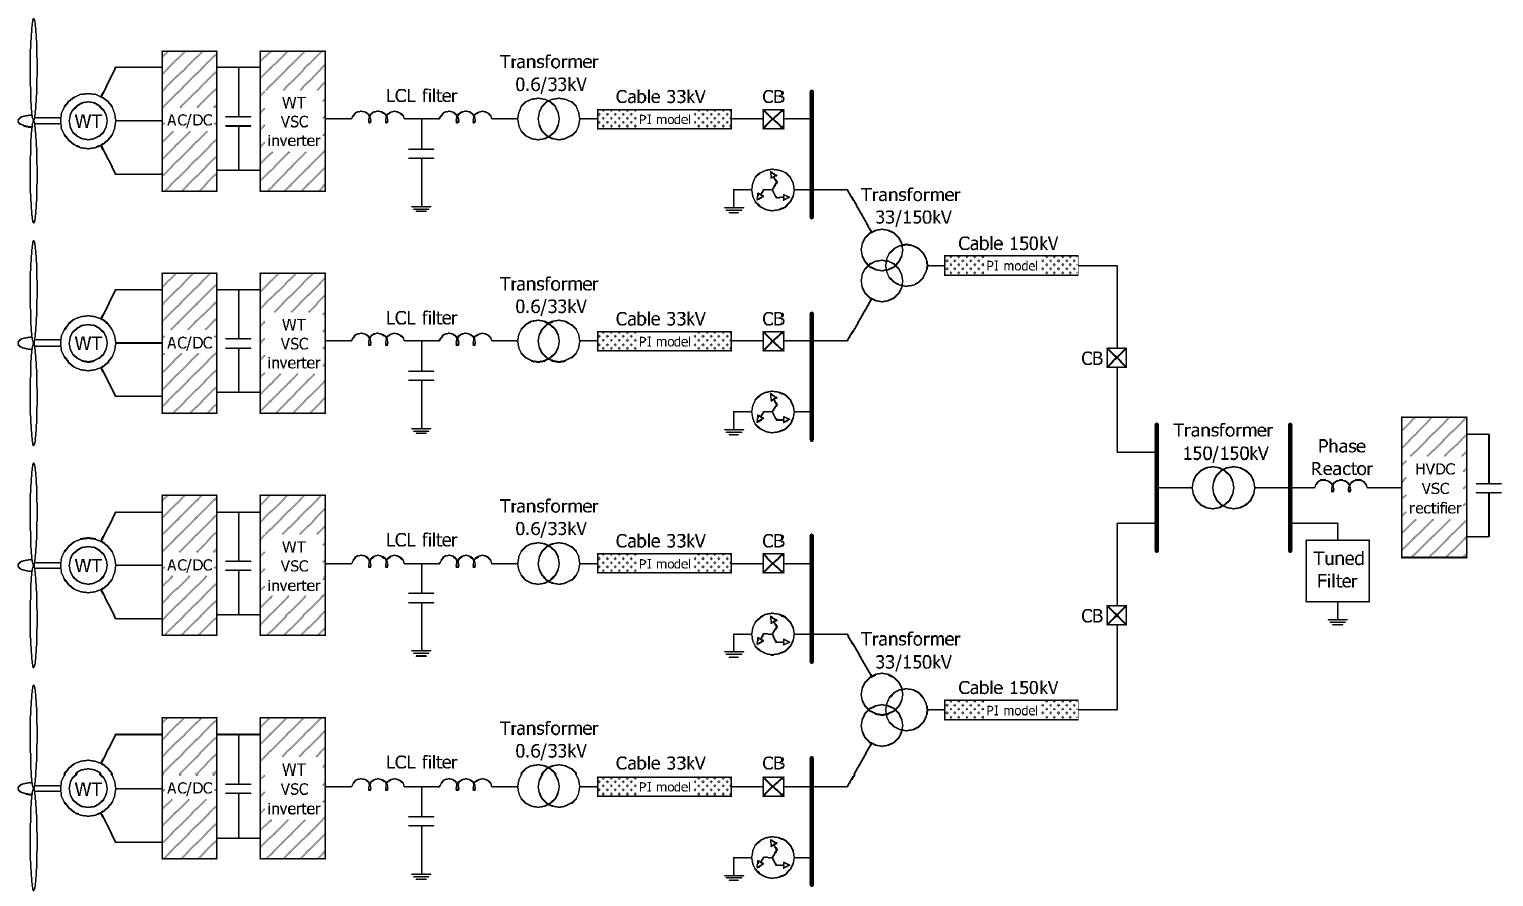 Transformer
0.6/33kV
LCL filter
Cable 33kV
CB
WT
AC/DC
WT
VSC
inverter
PI model
Transformer
33/150kV
Cable 150kV
PI model
Transformer
0.6/33kV
LCL filter
Cable 33kV
CB
WT
AC/DC
WT
VSC
inverter
PI model
CB
Transformer
150/150kV
Phase
Reactor
HVDC
VSC
rectifier
Tuned
Filter
Transformer
0.6/33kV
LCL filter
Cable 33kV
CB
WT
AC/DC
WT
VSC
inverter
PI model
CB
Transformer
33/150kV
Cable 150kV
PI model
Transformer
0.6/33kV
LCL filter
Cable 33kV
CB
WT
AC/DC
WT
VSC
inverter
PI model